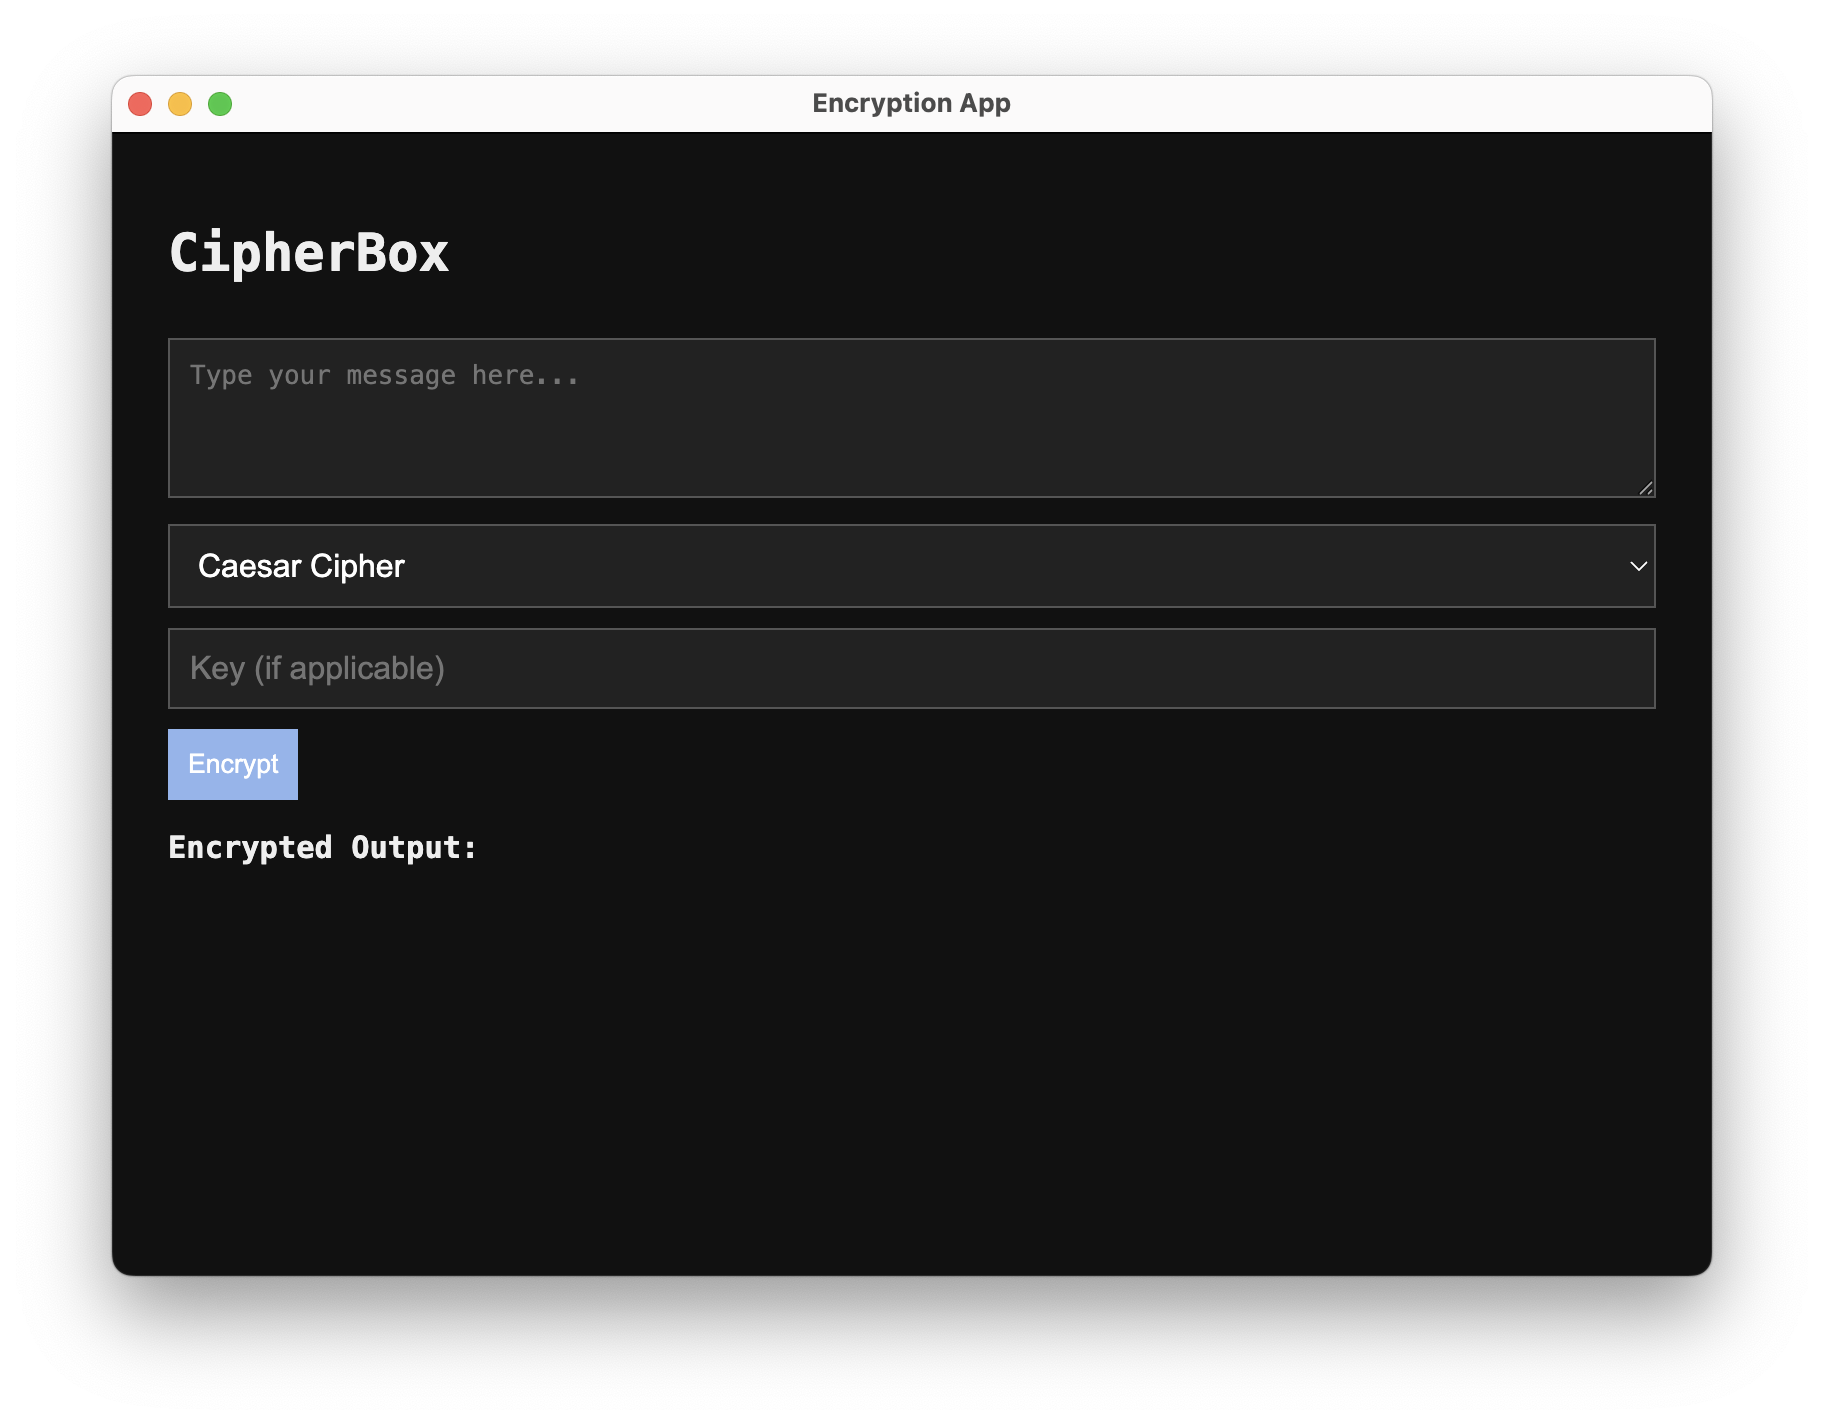 Encryption App
CipherBox
Type your message here...
Caesar Cipher
Key (if applicable)
Encrypt
Encrypted Output: